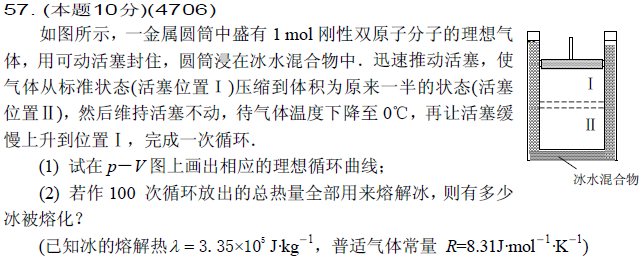 57. (本题10分)(4706)
如图所示，一金属圆筒中盛有 1 mol 刚性双原子分子的理想气
体，用可动活塞封住，圆筒浸在冰水混合物中．迅速推动活塞，使
气体从标准状态(活塞位置Ⅰ)压缩到体积为原来一半的状态(活塞
位置Ⅱ)，然后维持活塞不动，待气体温度下降至 0℃，再让活塞缓
慢上升到位置Ⅰ，完成一次循环．
(1) 试在 p－V 图上画出相应的理想循环曲线；
(2) 若作 100 次循环放出的总热量全部用来熔解冰，则有多少
冰被熔化？
(已知冰的熔解热λ＝3.35×10⁵ J·kg⁻¹，普适气体常量 R=8.31J·mol⁻¹·K⁻¹)
Ⅰ
Ⅱ
冰水混合物